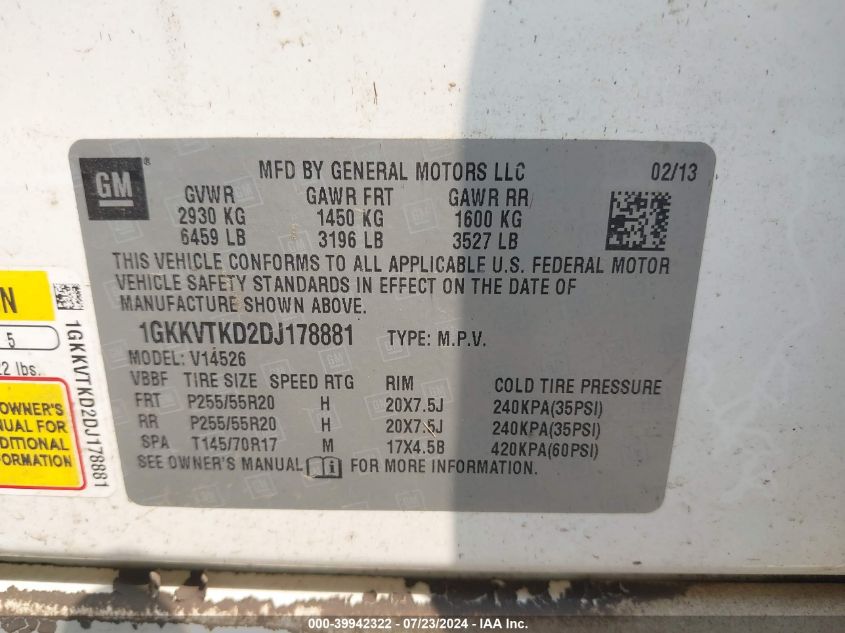 GM ®
MFD BY GENERAL MOTORS LLC 02/13
GVWR GAWR FRT GAWR RR
2930 KG 1450 KG 1600 KG
6459 LB 3196 LB 3527 LB
THIS VEHICLE CONFORMS TO ALL APPLICABLE U.S. FEDERAL MOTOR
VEHICLE SAFETY STANDARDS IN EFFECT ON THE DATE OF
MANUFACTURE SHOWN ABOVE.
1GKKVTKD2DJ178881 TYPE: M.P.V.
MODEL: V14526
VBBF TIRE SIZE SPEED RTG RIM COLD TIRE PRESSURE
FRT P255/55R20 H 20X7.5J 240KPA(35PSI)
RR P255/55R20 H 20X7.5J 240KPA(35PSI)
SPA T145/70R17 M 17X4.5B 420KPA(60PSI)
SEE OWNER'S MANUAL FOR MORE INFORMATION.
N
5
2 lbs.
OWNER'S
NUAL FOR
DITIONAL
FORMATION
1GKKVTKD2DJ178881
000-39942322 - 07/23/2024 - IAA Inc.